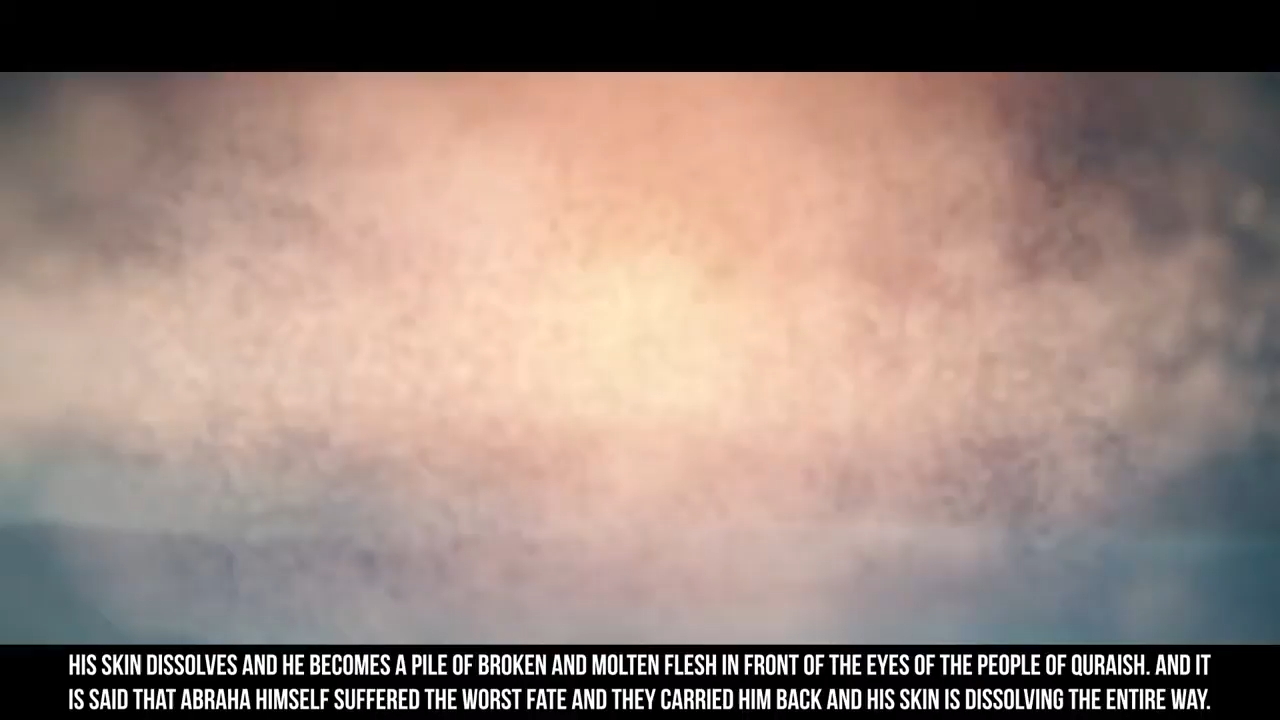 HIS SKIN DISSOLVES AND HE BECOMES A PILE OF BROKEN AND MOLTEN FLESH IN FRONT OF THE EYES OF THE PEOPLE OF QURAISH. AND IT
IS SAID THAT ABRAHA HIMSELF SUFFERED THE WORST FATE AND THEY CARRIED HIM BACK AND HIS SKIN IS DISSOLVING THE ENTIRE WAY.